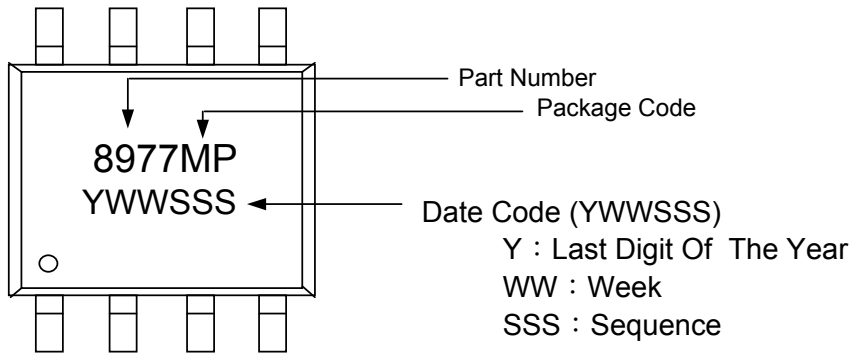 Part Number
Package Code
8977MP
YWWSSS
Date Code (YWWSSS)
Y：Last Digit Of The Year
WW：Week
SSS：Sequence